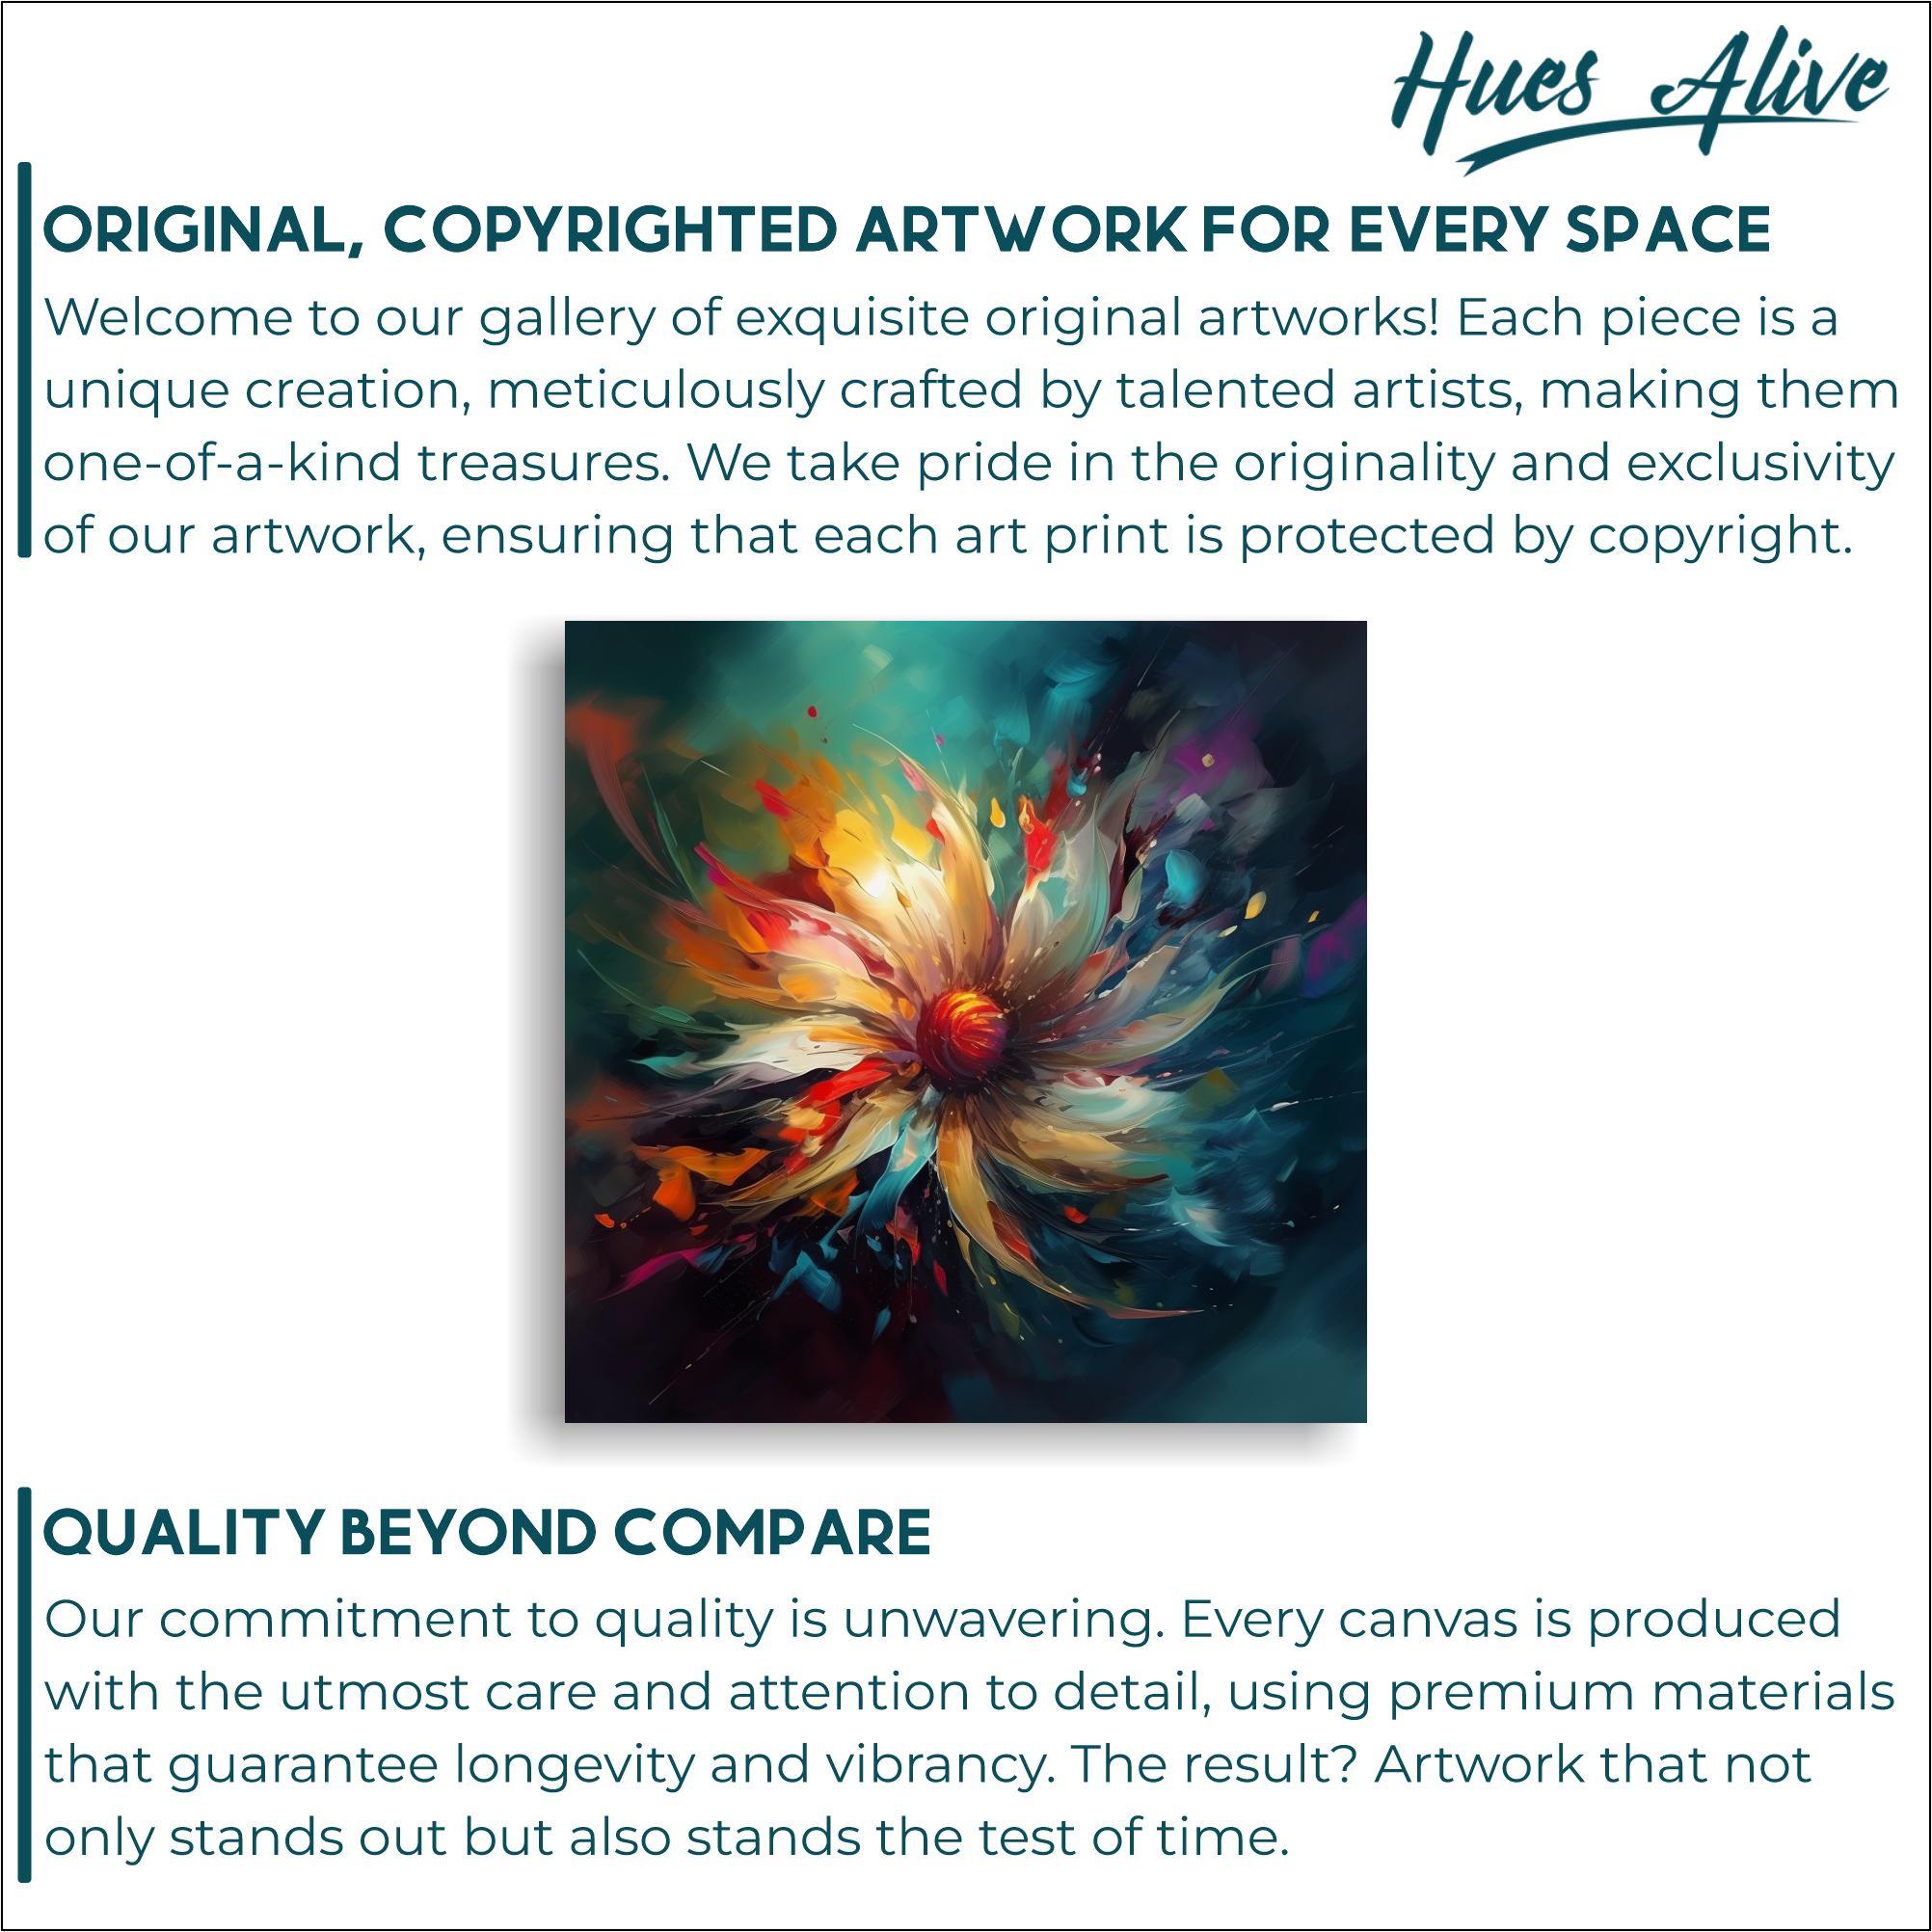 Hues Alive
ORIGINAL, COPYRIGHTED ARTWORK FOR EVERY SPACE
Welcome to our gallery of exquisite original artworks! Each piece is a
unique creation, meticulously crafted by talented artists, making them
one-of-a-kind treasures. We take pride in the originality and exclusivity
of our artwork, ensuring that each art print is protected by copyright.
QUALITY BEYOND COMPARE
Our commitment to quality is unwavering. Every canvas is produced
with the utmost care and attention to detail, using premium materials
that guarantee longevity and vibrancy. The result? Artwork that not
only stands out but also stands the test of time.